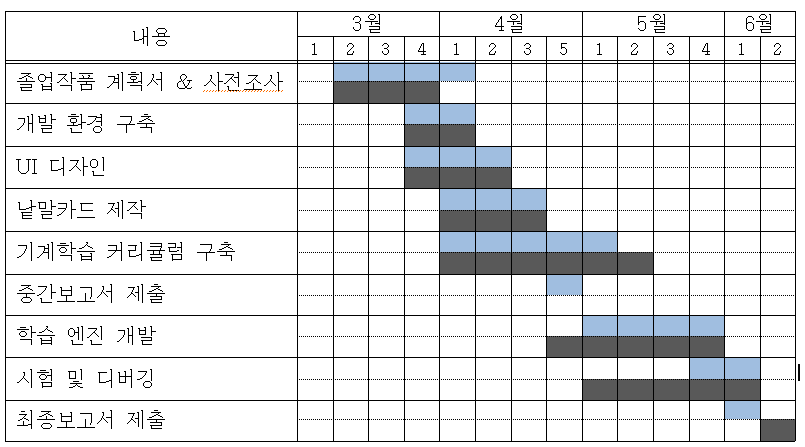 내용 3월 4월 5월 6월
1 2 3 4 1 2 3 4 5 1 2 3 4 1 2
졸업작품 계획서 & 사전조사
개발 환경 구축
UI 디자인
낱말카드 제작
기계학습 커리큘럼 구축
중간보고서 제출
학습 엔진 개발
시험 및 디버깅
최종보고서 제출